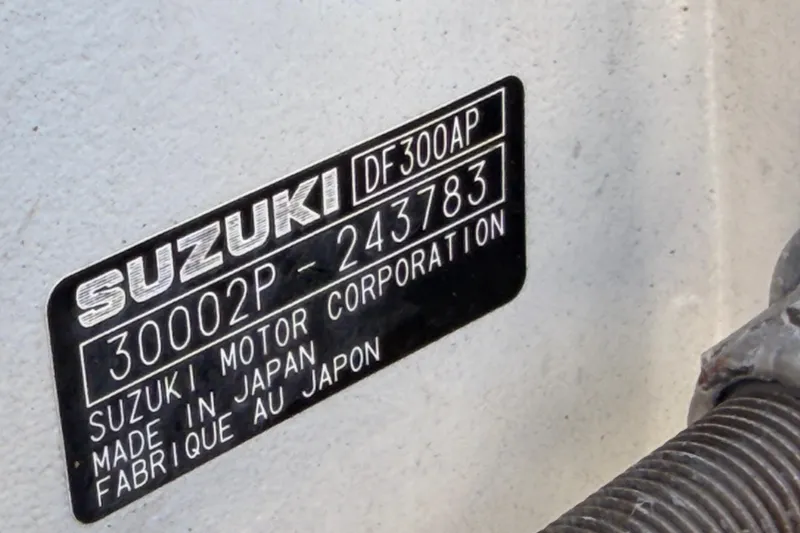 SUZUKI DF300AP
30002P - 243783
SUZUKI MOTOR CORPORATION
MADE IN JAPAN
FABRIQUE AU JAPON